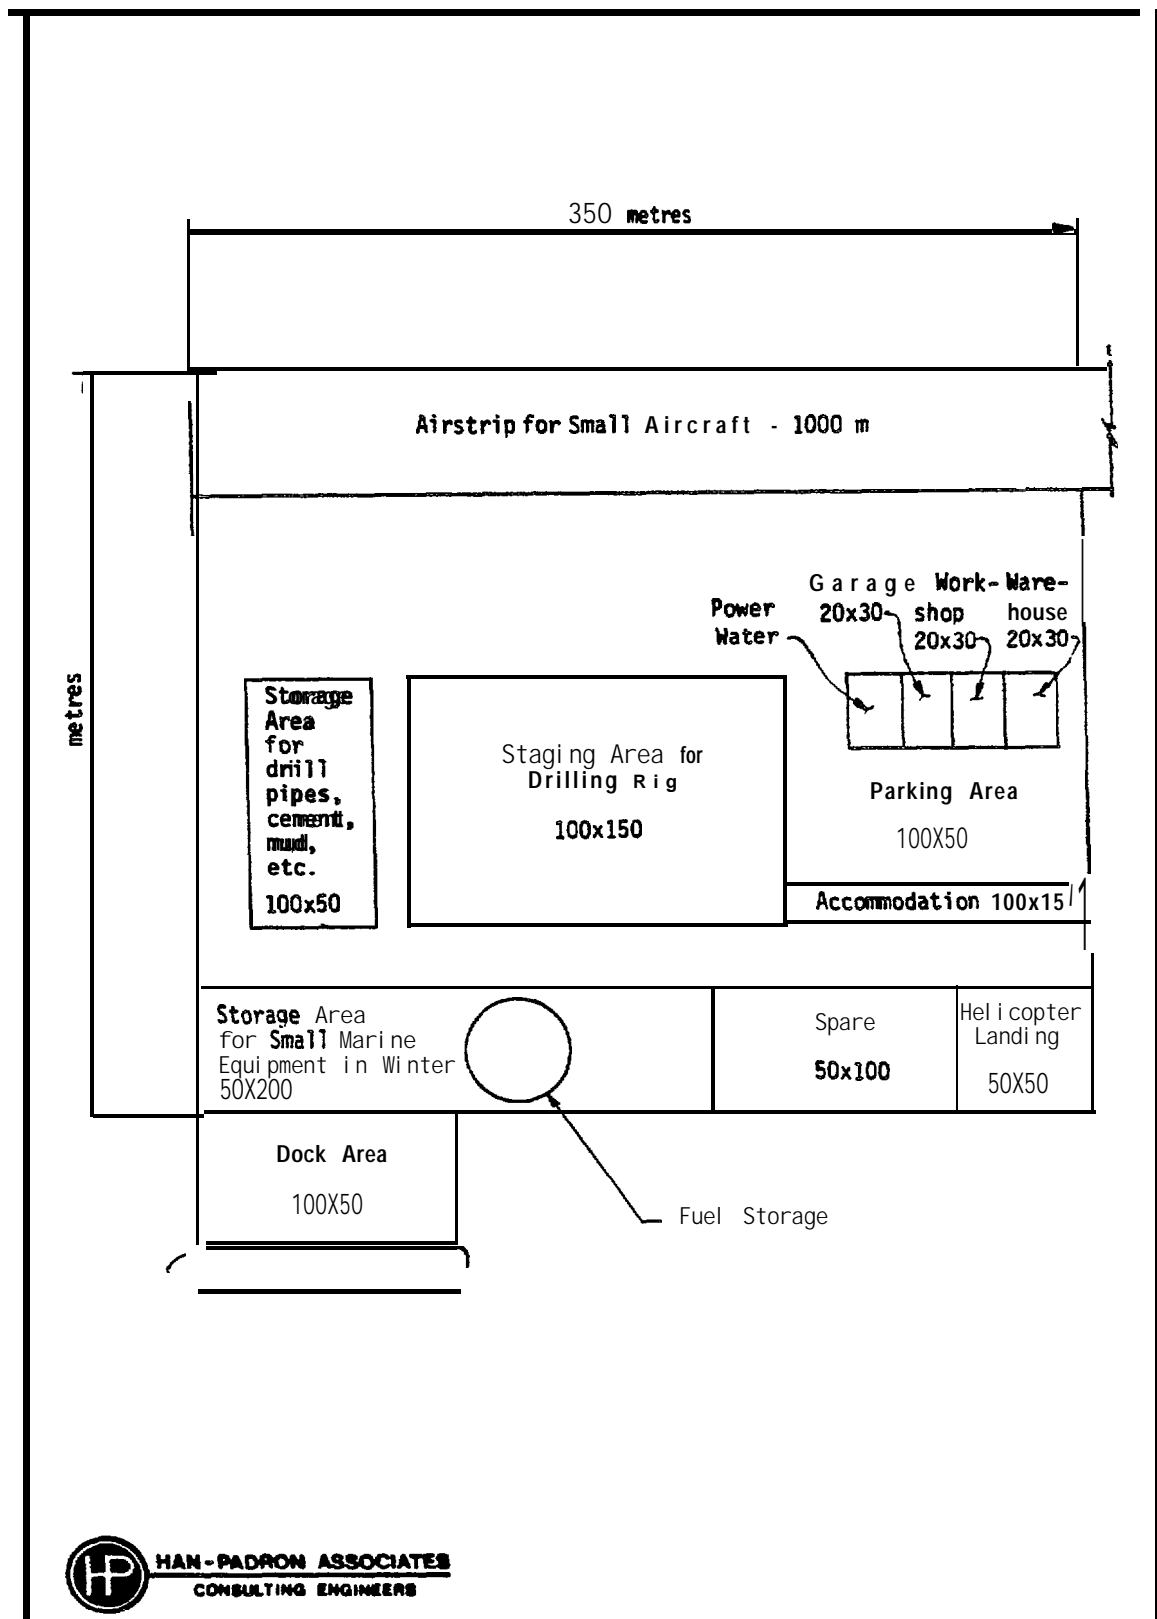 350 metres
Airstrip for Small Aircraft - 1000 m
Garage Work- Ware-
Power 20x30 shop house
Water 20x30 20x30
metres
Storage
Area
for
drill
pipes,
cement,
mud,
etc.
100x50
Staging Area for
Drilling Rig
100x150
Parking Area
100X50
Accommodation 100x15
Storage Area
for Small Marine
Equipment in Winter
50X200
Spare
50x100
Helicopter
Landing
50X50
Dock Area
100X50
Fuel Storage
HP
HAN-PADRON ASSOCIATES
CONSULTING ENGINEERS